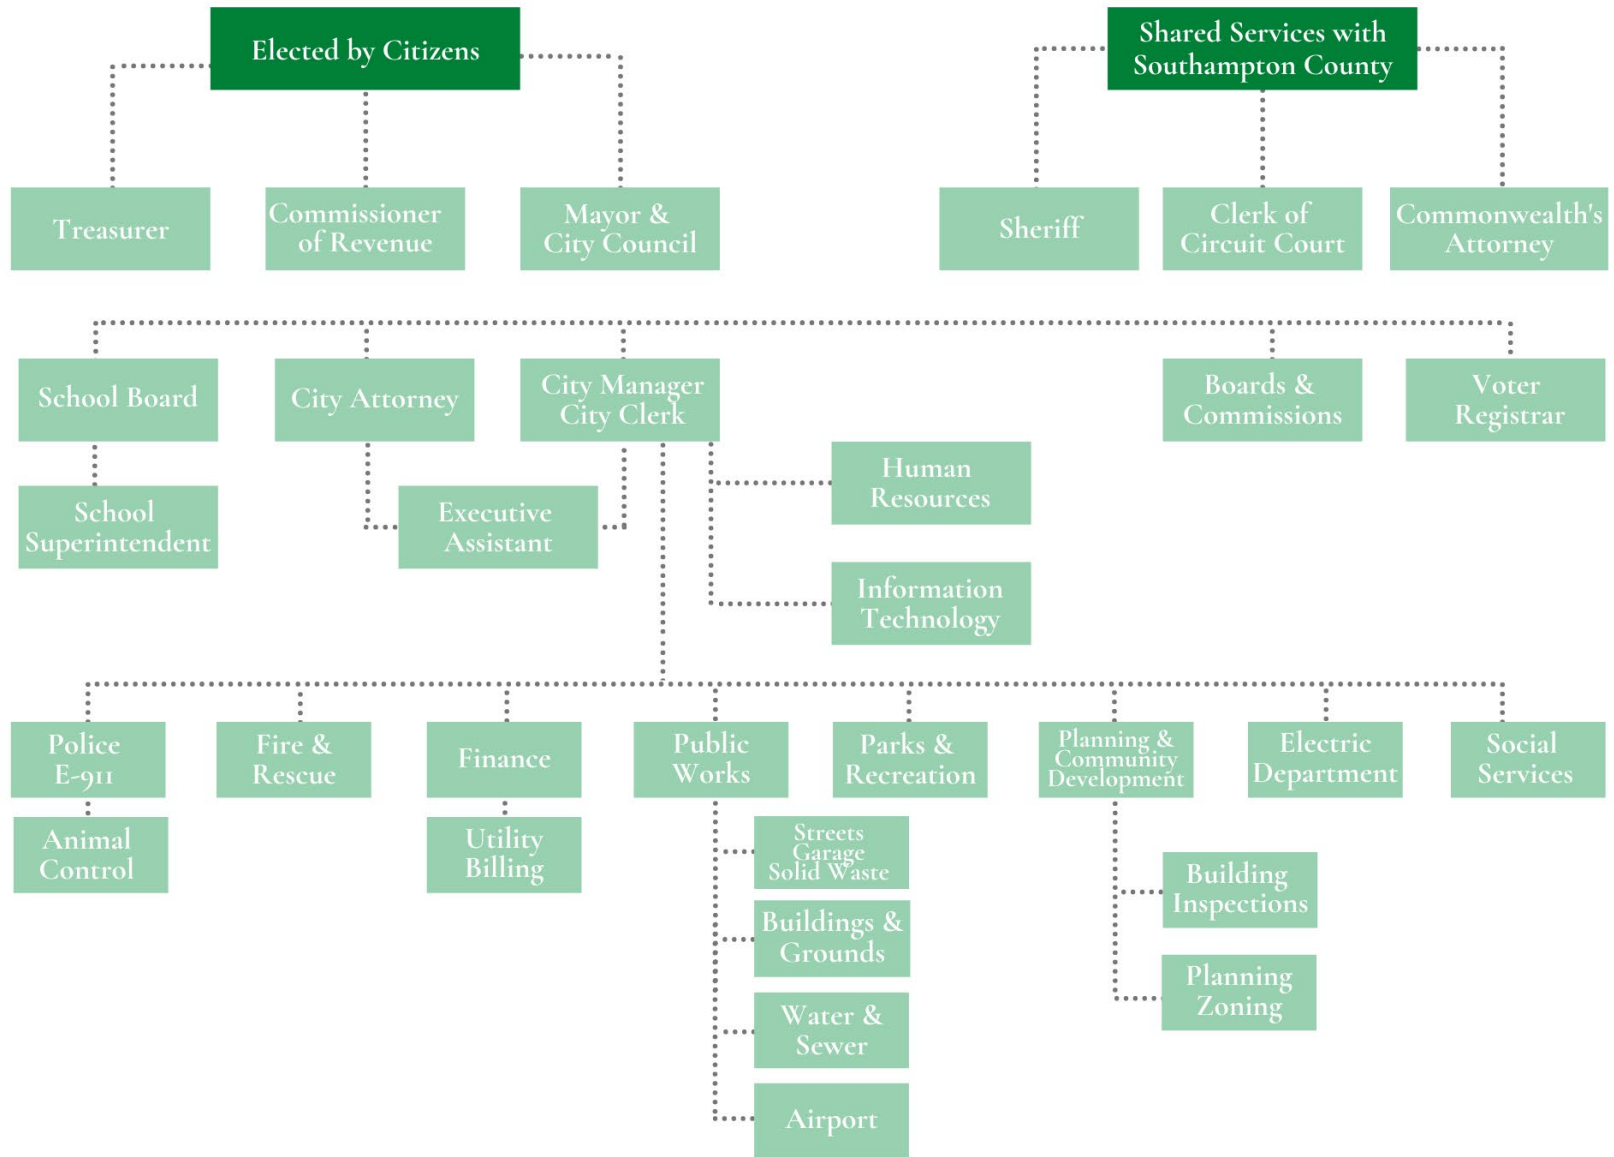 Elected by Citizens
Shared Services with
Southampton County
Treasurer
Commissioner
of Revenue
Mayor &
City Council
Sheriff
Clerk of
Circuit Court
Commonwealth's
Attorney
School Board
City Attorney
City Manager
City Clerk
Boards &
Commissions
Voter
Registrar
School
Superintendent
Executive
Assistant
Human
Resources
Information
Technology
Police
E-911
Fire &
Rescue
Finance
Public
Works
Parks &
Recreation
Planning &
Community
Development
Electric
Department
Social
Services
Animal
Control
Utility
Billing
Streets
Garage
Solid Waste
Buildings &
Grounds
Water &
Sewer
Airport
Building
Inspections
Planning
Zoning